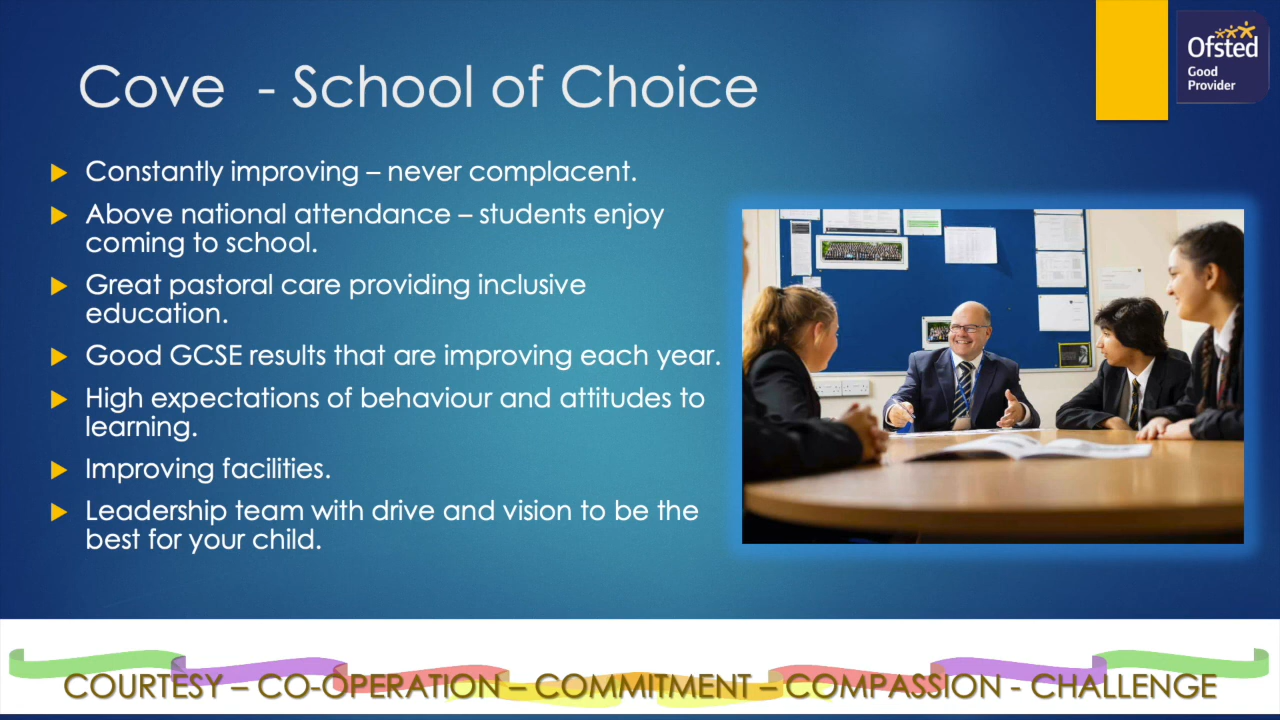 Cove - School of Choice
Ofsted
Good
Provider
Constantly improving – never complacent.
Above national attendance – students enjoy
coming to school.
Great pastoral care providing inclusive
education.
Good GCSE results that are improving each year.
High expectations of behaviour and attitudes to
learning.
Improving facilities.
Leadership team with drive and vision to be the
best for your child.
COURTESY – CO-OPERATION – COMMITMENT – COMPASSION - CHALLENGE